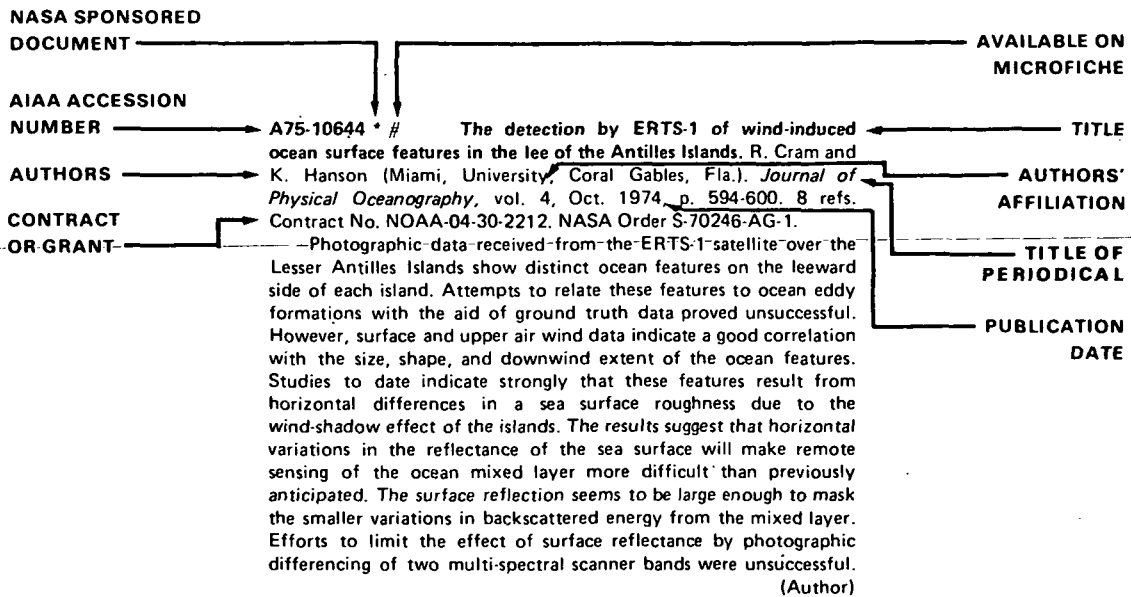 NASA SPONSORED
DOCUMENT
AVAILABLE ON
MICROFICHE
AIAA ACCESSION
NUMBER
A75-10644 * # The detection by ERTS-1 of wind-induced
TITLE
ocean surface features in the lee of the Antilles Islands. R. Cram and
AUTHORS
K. Hanson (Miami, University, Coral Gables, Fla.). Journal of
AUTHORS'
AFFILIATION
Physical Oceanography, vol. 4, Oct. 1974, p. 594-600. 8 refs.
CONTRACT
OR GRANT
Contract No. NOAA-04-30-2212. NASA Order S-70246-AG-1.
Photographic data received from the ERTS-1 satellite over the
TITLE OF
PERIODICAL
Lesser Antilles Islands show distinct ocean features on the leeward
side of each island. Attempts to relate these features to ocean eddy
formations with the aid of ground truth data proved unsuccessful.
PUBLICATION
DATE
However, surface and upper air wind data indicate a good correlation
with the size, shape, and downwind extent of the ocean features.
Studies to date indicate strongly that these features result from
horizontal differences in a sea surface roughness due to the
wind-shadow effect of the islands. The results suggest that horizontal
variations in the reflectance of the sea surface will make remote
sensing of the ocean mixed layer more difficult than previously
anticipated. The surface reflection seems to be large enough to mask
the smaller variations in backscattered energy from the mixed layer.
Efforts to limit the effect of surface reflectance by photographic
differencing of two multi-spectral scanner bands were unsuccessful.
(Author)